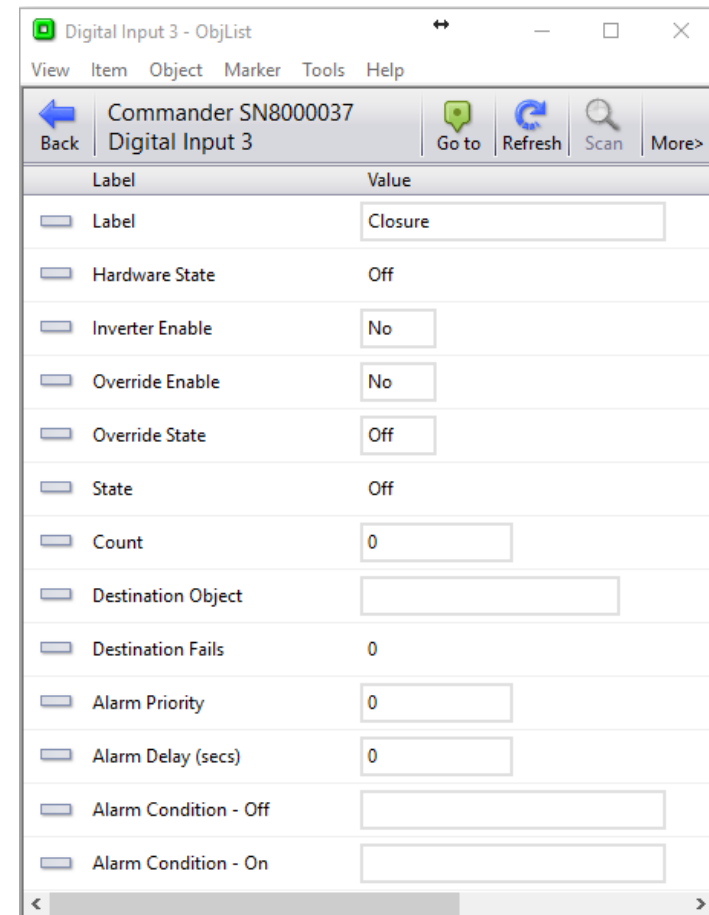 Digital Input 3 - ObjList
View Item Object Marker Tools Help
Commander SN8000037
Digital Input 3
Back Go to Refresh Scan More>
Label Value
Label Closure
Hardware State Off
Inverter Enable No
Override Enable No
Override State Off
State Off
Count 0
Destination Object
Destination Fails 0
Alarm Priority 0
Alarm Delay (secs) 0
Alarm Condition - Off
Alarm Condition - On